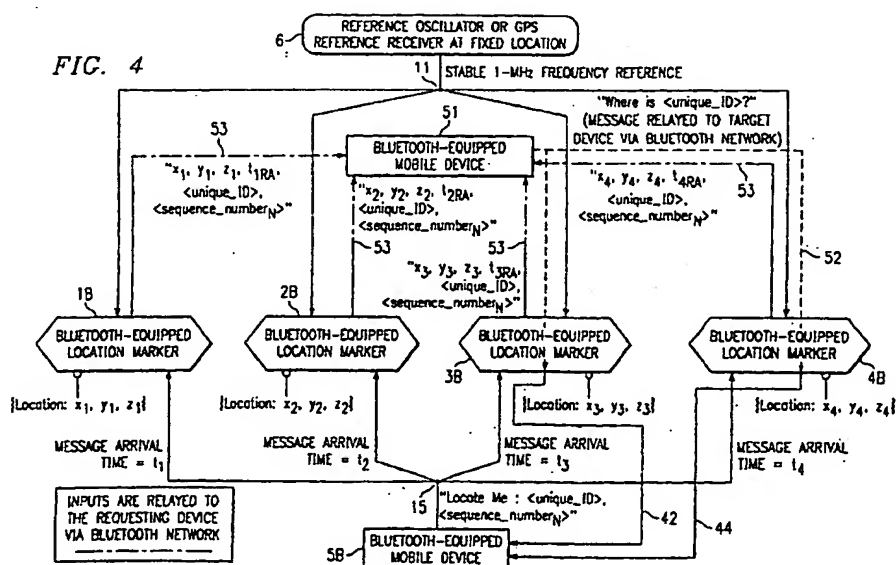 REFERENCE OSCILLATOR OR GPS
REFERENCE RECEIVER AT FIXED LOCATION
6
FIG. 4
11
STABLE 1-MHz FREQUENCY REFERENCE
"Where is <unique_ID>?"
(MESSAGE RELAYED TO TARGET
DEVICE VIA BLUETOOTH NETWORK)
51
BLUETOOTH-EQUIPPED
MOBILE DEVICE
53
"x1, y1, z1, t1RA,
<unique_ID>,
<sequence_numberN>"
"x2, y2, z2, t2RA,
<unique_ID>,
<sequence_numberN>"
53
53
"x3, y3, z3, t3RA,
<unique_ID>,
<sequence_numberN>"
53
"x4, y4, z4, t4RA,
<unique_ID>,
<sequence_numberN>"
52
1B
BLUETOOTH-EQUIPPED
LOCATION MARKER
2B
BLUETOOTH-EQUIPPED
LOCATION MARKER
BLUETOOTH-EQUIPPED
LOCATION MARKER
3B
BLUETOOTH-EQUIPPED
LOCATION MARKER
4B
{Location: x1, y1, z1}
{Location: x2, y2, z2}
{Location: x3, y3, z3}
{Location: x4, y4, z4}
MESSAGE ARRIVAL
TIME = t1
MESSAGE ARRIVAL
TIME = t2
MESSAGE ARRIVAL
TIME = t3
MESSAGE ARRIVAL
TIME = t4
INPUTS ARE RELAYED TO
THE REQUESTING DEVICE
VIA BLUETOOTH NETWORK
15
"Locate Me : <unique_ID>,
<sequence_numberN>"
42
44
5B
BLUETOOTH-EQUIPPED
MOBILE DEVICE